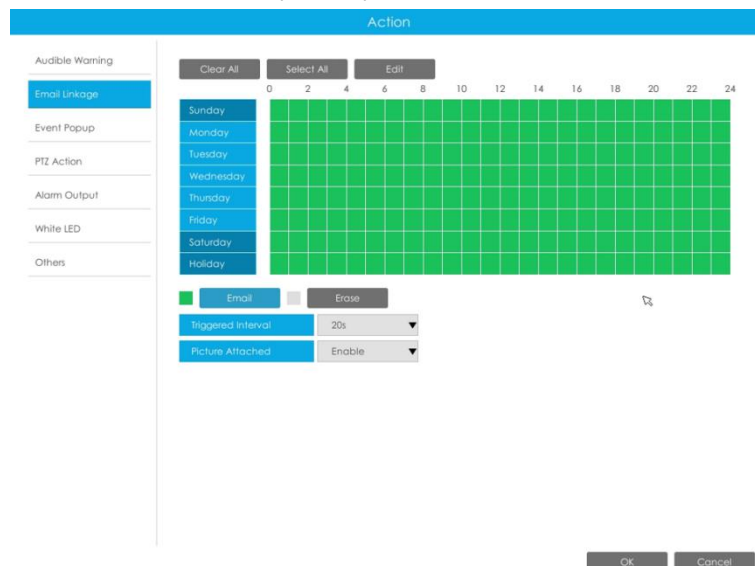 Action
Audible Warning
Email Linkage
Event Popup
PTZ Action
Alarm Output
White LED
Others
Clear All Select All Edit
0 2 4 6 8 10 12 14 16 18 20 22 24
Sunday
Monday
Tuesday
Wednesday
Thursday
Friday
Saturday
Holiday
Email Erase
Triggered Interval 20s
Picture Attached Enable
OK Cancel